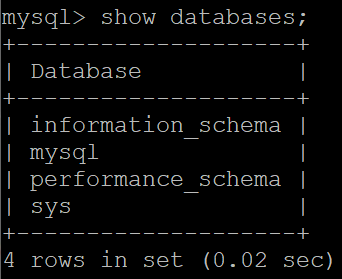 mysql> show databases;
+--------------------+
| Database           |
+--------------------+
| information_schema |
| mysql              |
| performance_schema |
| sys                |
+--------------------+
4 rows in set (0.02 sec)